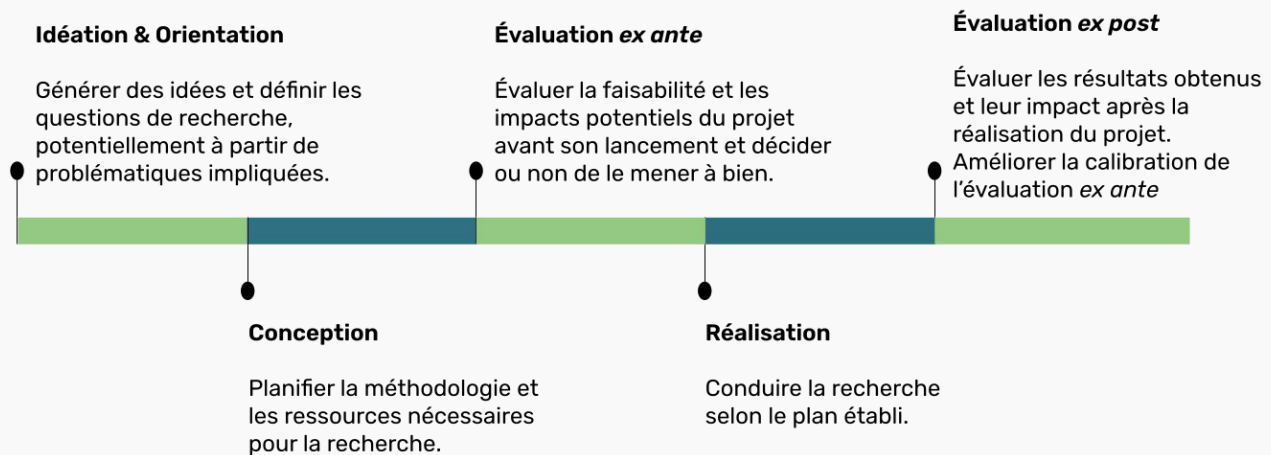 Idéation & Orientation
Générer des idées et définir les
questions de recherche,
potentiellement à partir de
problématiques impliquées.
Conception
Planifier la méthodologie et
les ressources nécessaires
pour la recherche.
Évaluation ex ante
Évaluer la faisabilité et les
impacts potentiels du projet
avant son lancement et décider
ou non de le mener à bien.
Réalisation
Conduire la recherche
selon le plan établi.
Évaluation ex post
Évaluer les résultats obtenus
et leur impact après la
réalisation du projet.
Améliorer la calibration de
l'évaluation ex ante